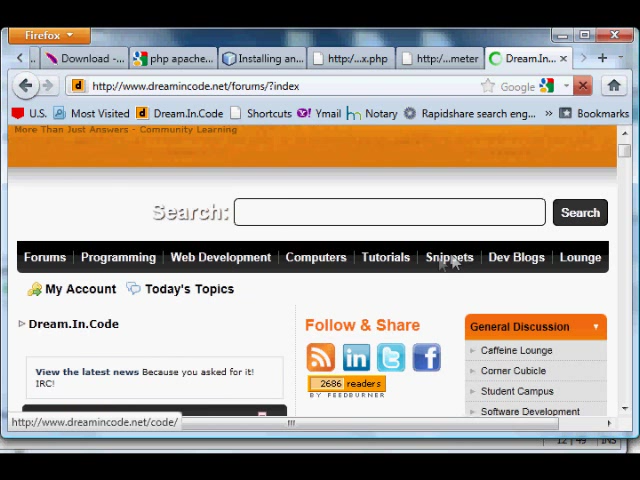 Firefox
Download -...
php apache...
Installing an...
http:/...x.php
http:/...meter
Dream.In...
http://www.dreamincode.net/forums/?index
Google
U.S.
Most Visited
Dream.In.Code
Shortcuts
Ymail
Notary
Rapidshare search eng...
»
Bookmarks
More Than Just Answers - Community Learning
Search:
Search
Forums
Programming
Web Development
Computers
Tutorials
Snippets
Dev Blogs
Lounge
My Account
Today's Topics
Dream.In.Code
View the latest news Because you asked for it!
IRC!
Follow & Share
2686 readers
BY FEEDBURNER
General Discussion
Caffeine Lounge
Corner Cubicle
Student Campus
Software Development
http://www.dreamincode.net/code/